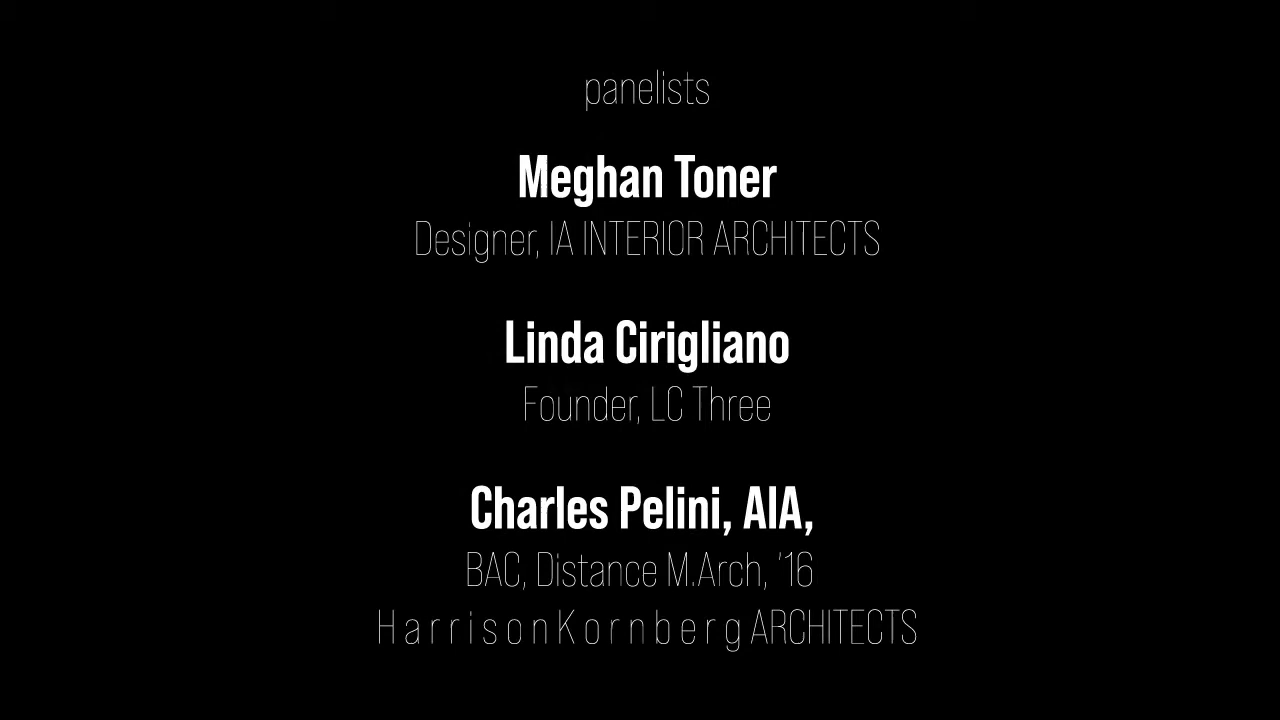 panelists
Meghan Toner
Designer, IA INTERIOR ARCHITECTS
Linda Cirigliano
Founder, LC Three
Charles Pelini, AIA,
BAC, Distance M.Arch, '16
HarrisonKornberg ARCHITECTS